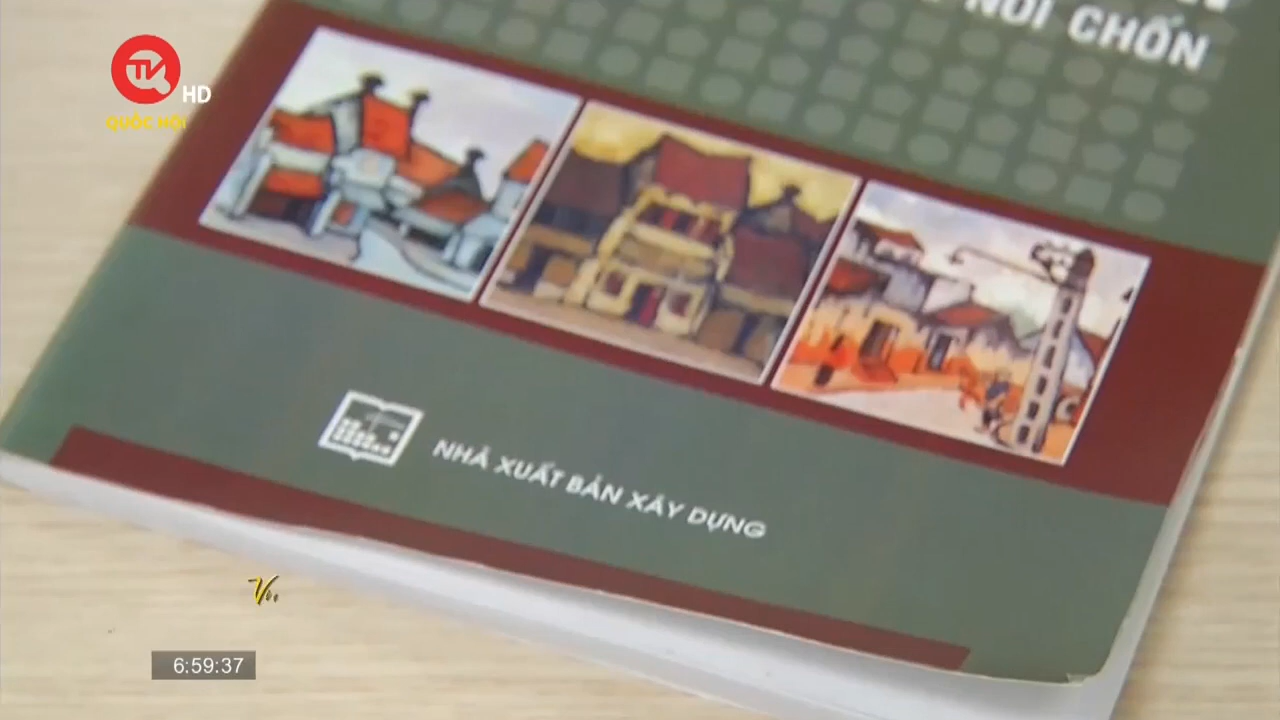 NƠI CHỐN
HD
QUỐC HỘI
NHÀ XUẤT BẢN XÂY DỰNG
6:59:37